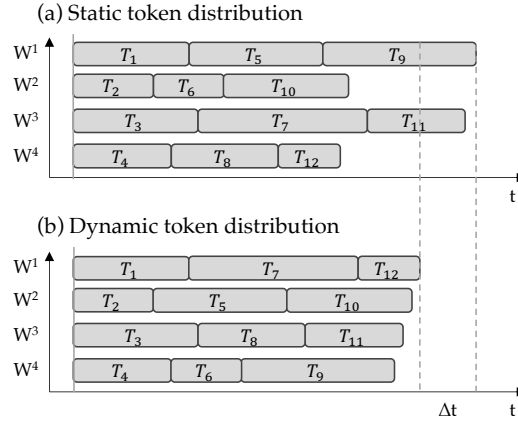 (a) Static token distribution
W¹ T₁ T₅ T₉
W² T₂ T₆ T₁₀
W³ T₃ T₇ T₁₁
W⁴ T₄ T₈ T₁₂
t
(b) Dynamic token distribution
W¹ T₁ T₇ T₁₂
W² T₂ T₅ T₁₀
W³ T₃ T₈ T₁₁
W⁴ T₄ T₆ T₉
Δt t